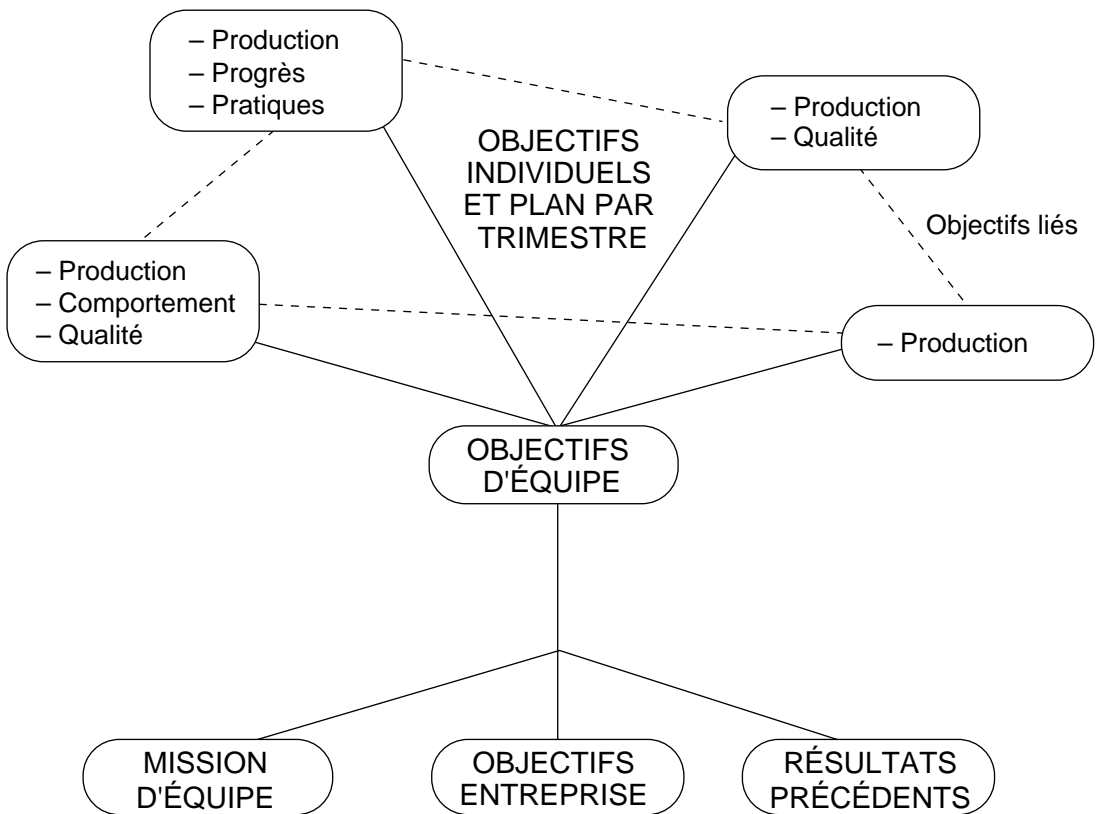 – Production
– Progrès
– Pratiques
– Production
– Qualité
OBJECTIFS
INDIVIDUELS
ET PLAN PAR
TRIMESTRE
Objectifs liés
– Production
– Comportement
– Qualité
– Production
OBJECTIFS
D'ÉQUIPE
MISSION
D'ÉQUIPE
OBJECTIFS
ENTREPRISE
RÉSULTATS
PRÉCÉDENTS